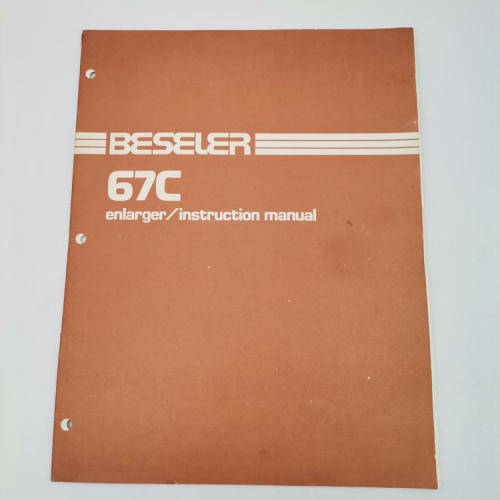 BESELER
67C
enlarger/instruction manual